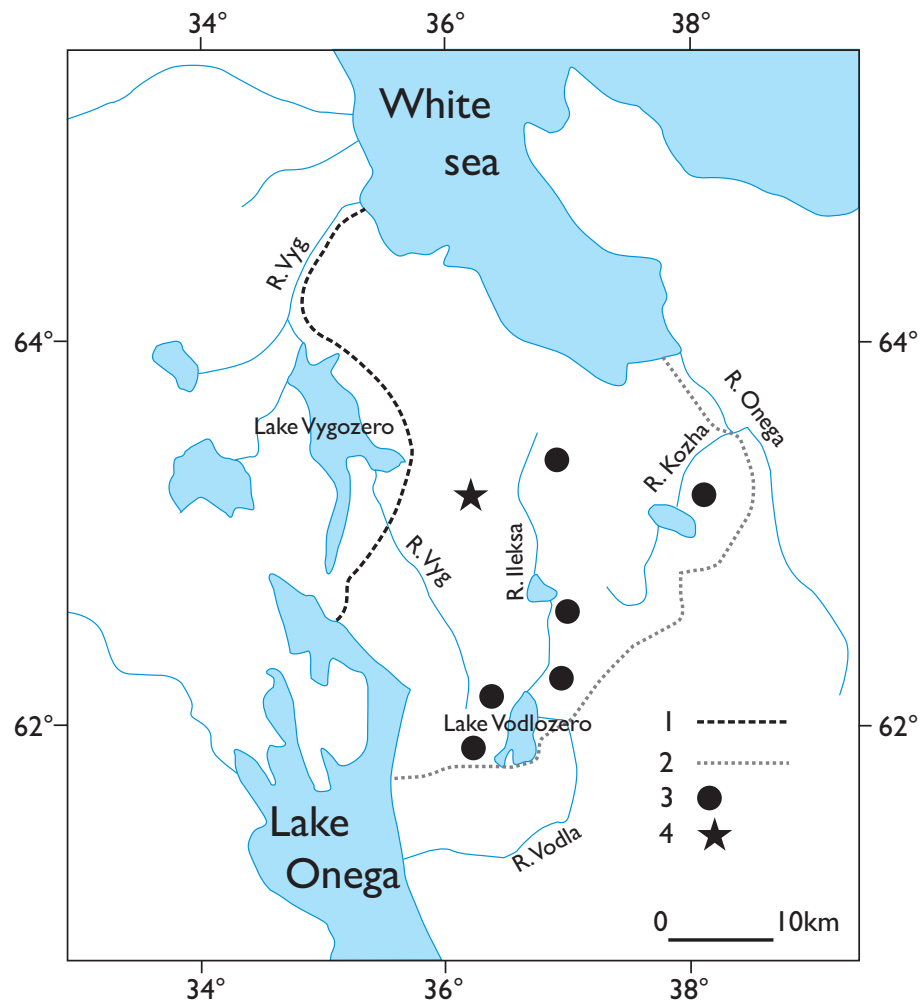 34° 36° 38°
White
sea
R. Vyg
64° 64°
R. Onega
Lake Vygozero
R. Kozha
R. Ileksa
R. Vyg
1
62° Lake Vodlozero 62°
2
3
Lake
4
Onega
R. Vodla
0 10km
34° 36° 38°